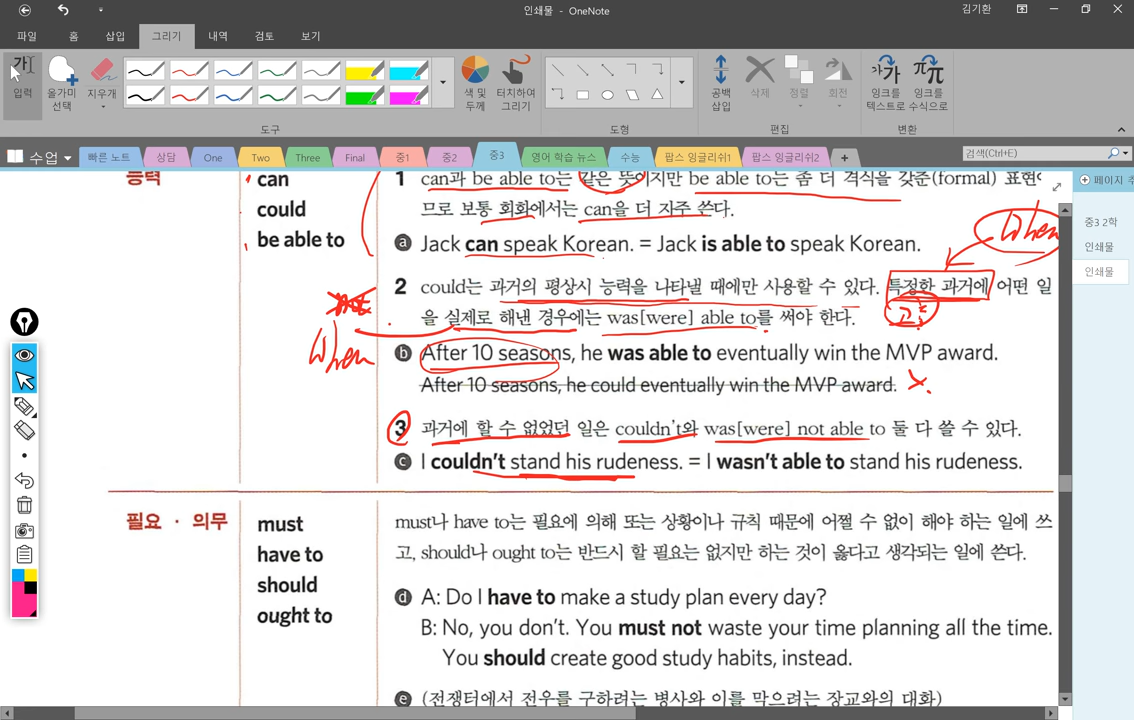 인쇄물 - OneNote
김기환
파일 홈 삽입 그리기 내역 검토 보기
가
입력
올가미 선택
지우개
색 및 두께
터치하여 그리기
공백 삽입
삭제
정렬
회전
잉크를 텍스트로
잉크를 수식으로
도구 도형 편집 변환
수업 빠른 노트 상담 One Two Three Final 중1 중2 중3 영어 학습 뉴스 수능 팝스 잉글리쉬1 팝스 잉글리쉬2 +
검색(Ctrl+E)
페이지 추
중3 2학
인쇄물
인쇄물
능력
can
could
be able to
1 can과 be able to는 같은 뜻이지만 be able to는 좀 더 격식을 갖춘(formal) 표현이
므로 보통 회화에서는 can을 더 자주 쓴다.
When
ⓐ Jack can speak Korean. = Jack is able to speak Korean.
2 could는 과거의 평상시 능력을 나타낼 때에만 사용할 수 있다. 특정한 과거에 어떤 일
을 실제로 해낸 경우에는 was[were] able to를 써야 한다.
When
ⓑ After 10 seasons, he was able to eventually win the MVP award.
After 10 seasons, he could eventually win the MVP award. X
3 과거에 할 수 없었던 일은 couldn't와 was[were] not able to 둘 다 쓸 수 있다.
ⓒ I couldn't stand his rudeness. = I wasn't able to stand his rudeness.
필요 · 의무
must
have to
should
ought to
must나 have to는 필요에 의해 또는 상황이나 규칙 때문에 어쩔 수 없이 해야 하는 일에 쓰
고, should나 ought to는 반드시 할 필요는 없지만 하는 것이 옳다고 생각되는 일에 쓴다.
ⓓ A: Do I have to make a study plan every day?
B: No, you don't. You must not waste your time planning all the time.
You should create good study habits, instead.
ⓔ (전쟁터에서 전우를 구하려는 병사와 이를 막으려는 장교와의 대화)